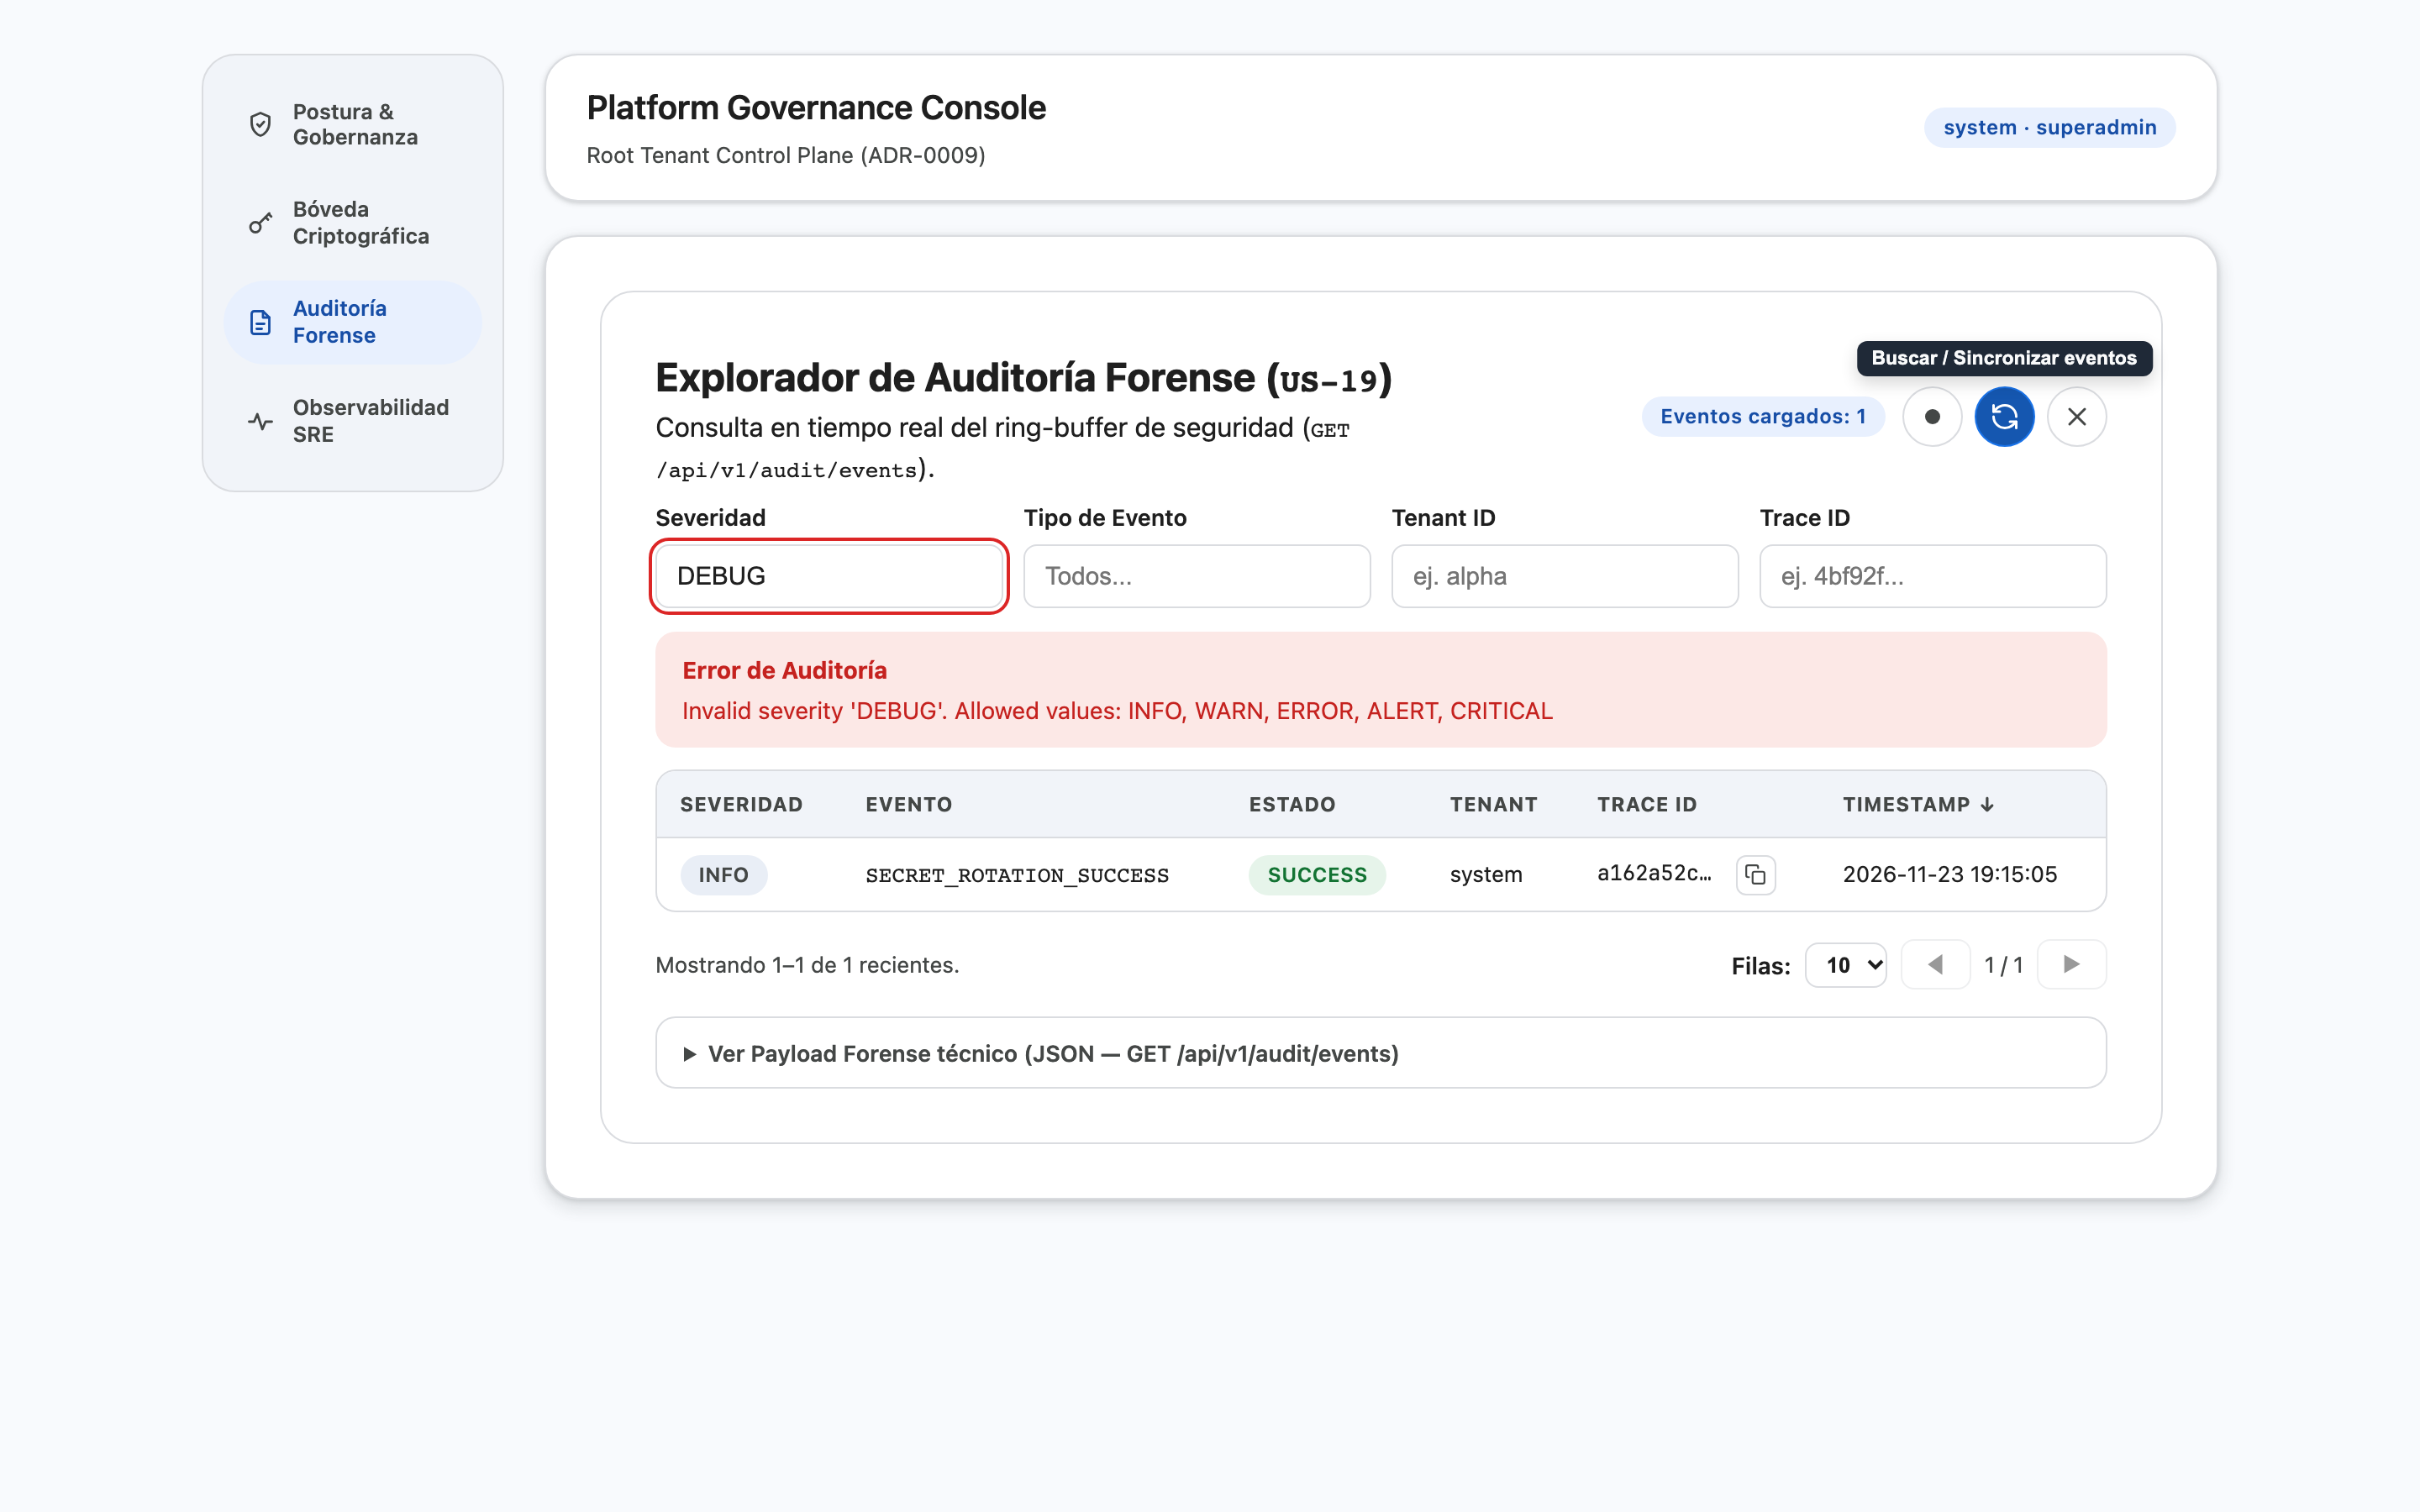 Postura &
Gobernanza
Bóveda
Criptográfica
Auditoría
Forense
Observabilidad
SRE
Platform Governance Console
Root Tenant Control Plane (ADR-0009)
system · superadmin
Buscar / Sincronizar eventos
Explorador de Auditoría Forense (US-19)
Consulta en tiempo real del ring-buffer de seguridad (GET
/api/v1/audit/events).
Eventos cargados: 1
Severidad Tipo de Evento Tenant ID Trace ID
DEBUG Todos... ej. alpha ej. 4bf92f...
Error de Auditoría
Invalid severity 'DEBUG'. Allowed values: INFO, WARN, ERROR, ALERT, CRITICAL
SEVERIDAD EVENTO ESTADO TENANT TRACE ID TIMESTAMP ↓
INFO SECRET_ROTATION_SUCCESS SUCCESS system a162a52c… 2026-11-23 19:15:05
Mostrando 1–1 de 1 recientes. Filas: 10 1 / 1
Ver Payload Forense técnico (JSON — GET /api/v1/audit/events)